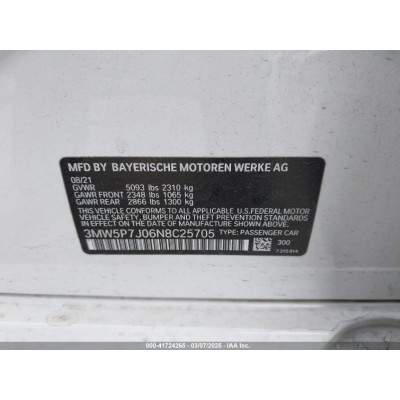 MFD BY BAYERISCHE MOTOREN WERKE AG
08/21
GVWR 5093 lbs 2310 kg
GAWR FRONT 2348 lbs 1065 kg
GAWR REAR 2866 lbs 1300 kg
THIS VEHICLE CONFORMS TO ALL APPLICABLE U.S.FEDERAL MOTOR
VEHICLE SAFETY, BUMPER, AND THEFT PREVENTION STANDARDS
IN EFFECT ON THE DATE OF MANUFACTURE SHOWN ABOVE.
3MW5P7J06N8C25705 TYPE: PASSENGER CAR
300
000-41724265 - 03/07/2025 - IAA Inc.